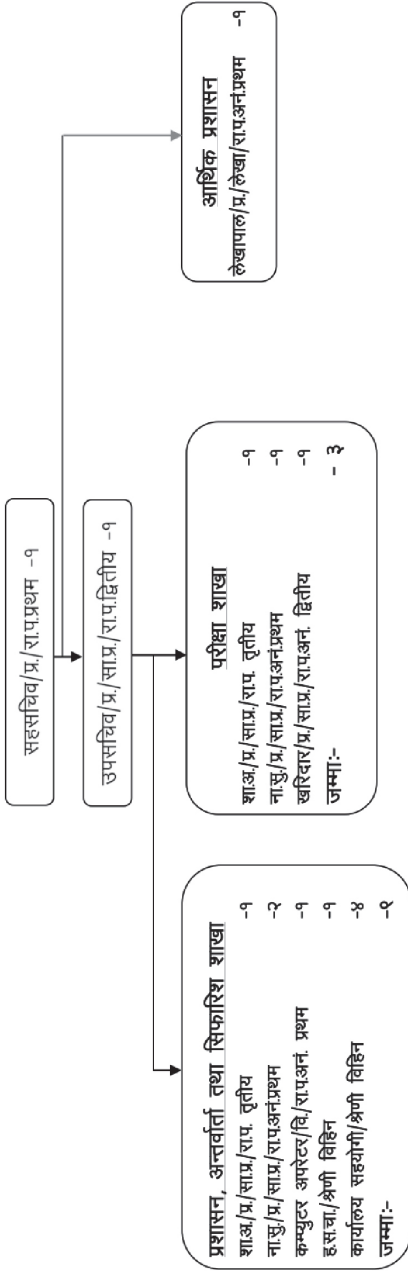 सहसचिव/प्र./रा.प.प्रथम -१
उपसचिव/प्र./सा.प्र./रा.प.द्वितीय -१
प्रशासन, अन्तर्वार्ता तथा सिफारिश शाखा
शा.अ./प्र./सा.प्र./रा.प. तृतीय -१
ना.सु./प्र./सा.प्र./रा.प.अनं.प्रथम -२
कम्प्युटर अपरेटर/वि./रा.प.अनं. प्रथम -१
ह.स.चा./श्रेणी विहिन -१
कार्यालय सहयोगी/श्रेणी विहिन -४
जम्माः- -९
परीक्षा शाखा
शा.अ./प्र./सा.प्र./रा.प. तृतीय -१
ना.सु./प्र./सा.प्र./रा.प.अनं.प्रथम -१
खरिदार/प्र./सा.प्र./रा.प.अनं. द्वितीय -१
जम्माः- - ३
आर्थिक प्रशासन
लेखापाल/प्र./लेखा/रा.प.अनं.प्रथम -१